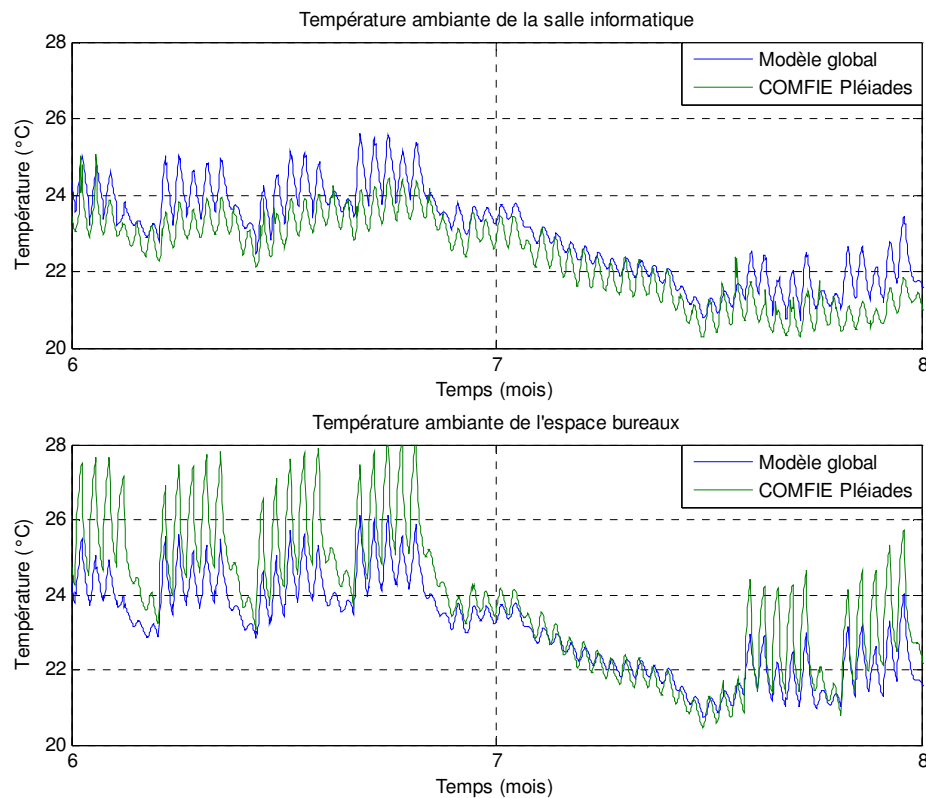 Température ambiante de la salle informatique
28
26
24
22
20
Température (°C)
Modèle global
COMFIE Pléiades
6
7
8
Temps (mois)
Température ambiante de l'espace bureaux
28
26
24
22
20
Température (°C)
Modèle global
COMFIE Pléiades
6
7
8
Temps (mois)